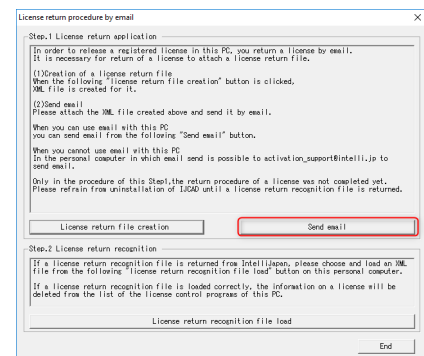 License return procedure by email
Step.1 License return application
In order to release a registered license in this PC, you return a license by email.
It is necessary for return of a license to attach a license return file.
(1)Creation of a license return file
When the following "license return file creation" button is clicked,
XML file is created for it.
(2)Send email
Please attach the XML file created above and send it by email.
When you can use email with this PC
you can send email from the following "Send email" button.
When you cannot use email with this PC
In the personal computer in which email send is possible to activation_support@intelli.jp to
send email.
Only in the procedure of this Step1,the return procedure of a license was not completed yet.
Please refrain from uninstallation of IJCAD until a license return recognition file is returned.
License return file creation
Send email
Step.2 License return recognition
If a license return recognition file is returned from IntelliJapan, please choose and load an XML
file from the following "license return recognition file load" button on this personal computer.
If a license return recognition file is loaded correctly, the information on a license will be
deleted from the list of the license control programs of this PC.
License return recognition file load
End